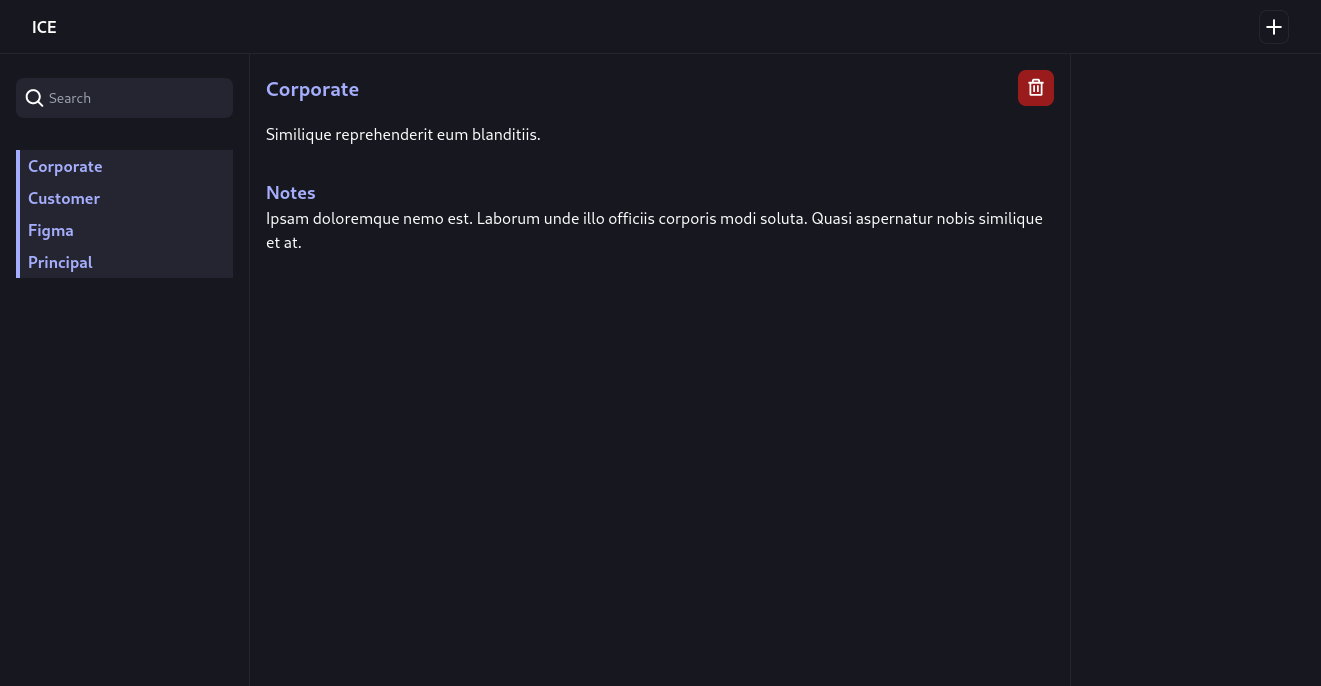 ICE
Search
Corporate
Customer
Figma
Principal
Corporate
Similique reprehenderit eum blanditiis.
Notes
Ipsam doloremque nemo est. Laborum unde illo officiis corporis modi soluta. Quasi aspernatur nobis similique
et at.